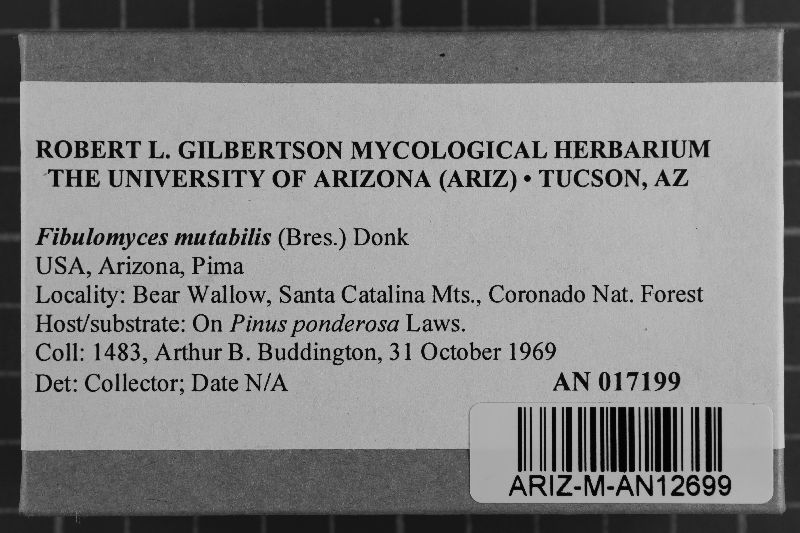 ROBERT L. GILBERTSON MYCOLOGICAL HERBARIUM
THE UNIVERSITY OF ARIZONA (ARIZ) • TUCSON, AZ
Fibulomyces mutabilis (Bres.) Donk
USA, Arizona, Pima
Locality: Bear Wallow, Santa Catalina Mts., Coronado Nat. Forest
Host/substrate: On Pinus ponderosa Laws.
Coll: 1483, Arthur B. Buddington, 31 October 1969
Det: Collector; Date N/A AN 017199
ARIZ-M-AN12699